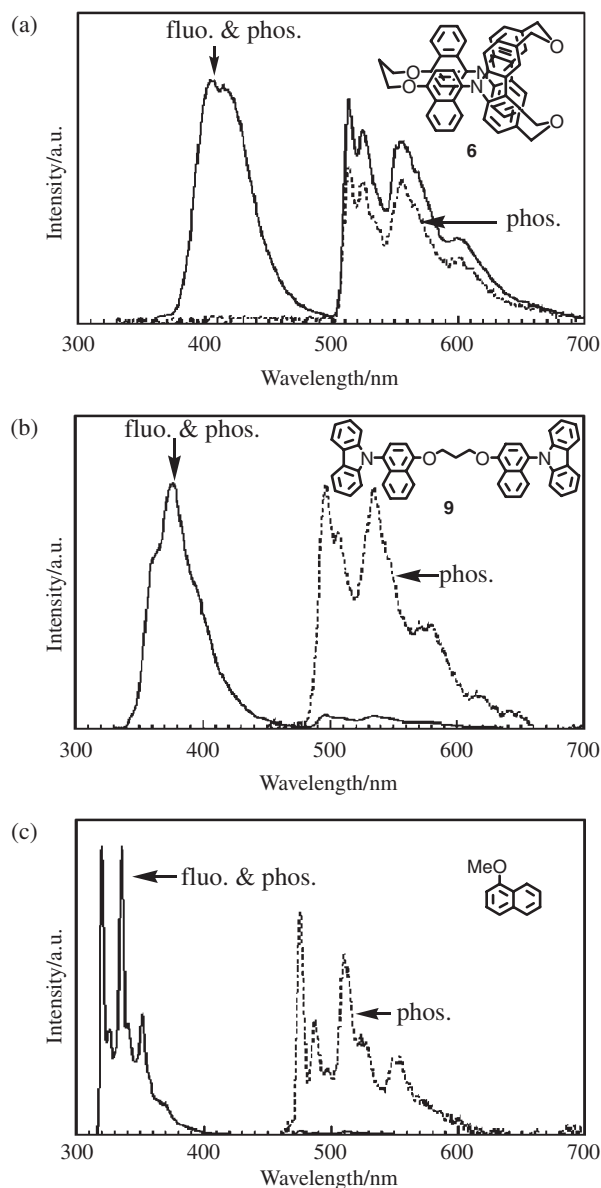 (a)
fluo. & phos.
O
N
O
O
N
O
6
phos.
Intensity/a.u.
300 400 500 600 700
Wavelength/nm
(b)
fluo. & phos.
N
O
O
N
9
phos.
Intensity/a.u.
300 400 500 600 700
Wavelength/nm
(c)
MeO
fluo. & phos.
phos.
Intensity/a.u.
300 400 500 600 700
Wavelength/nm